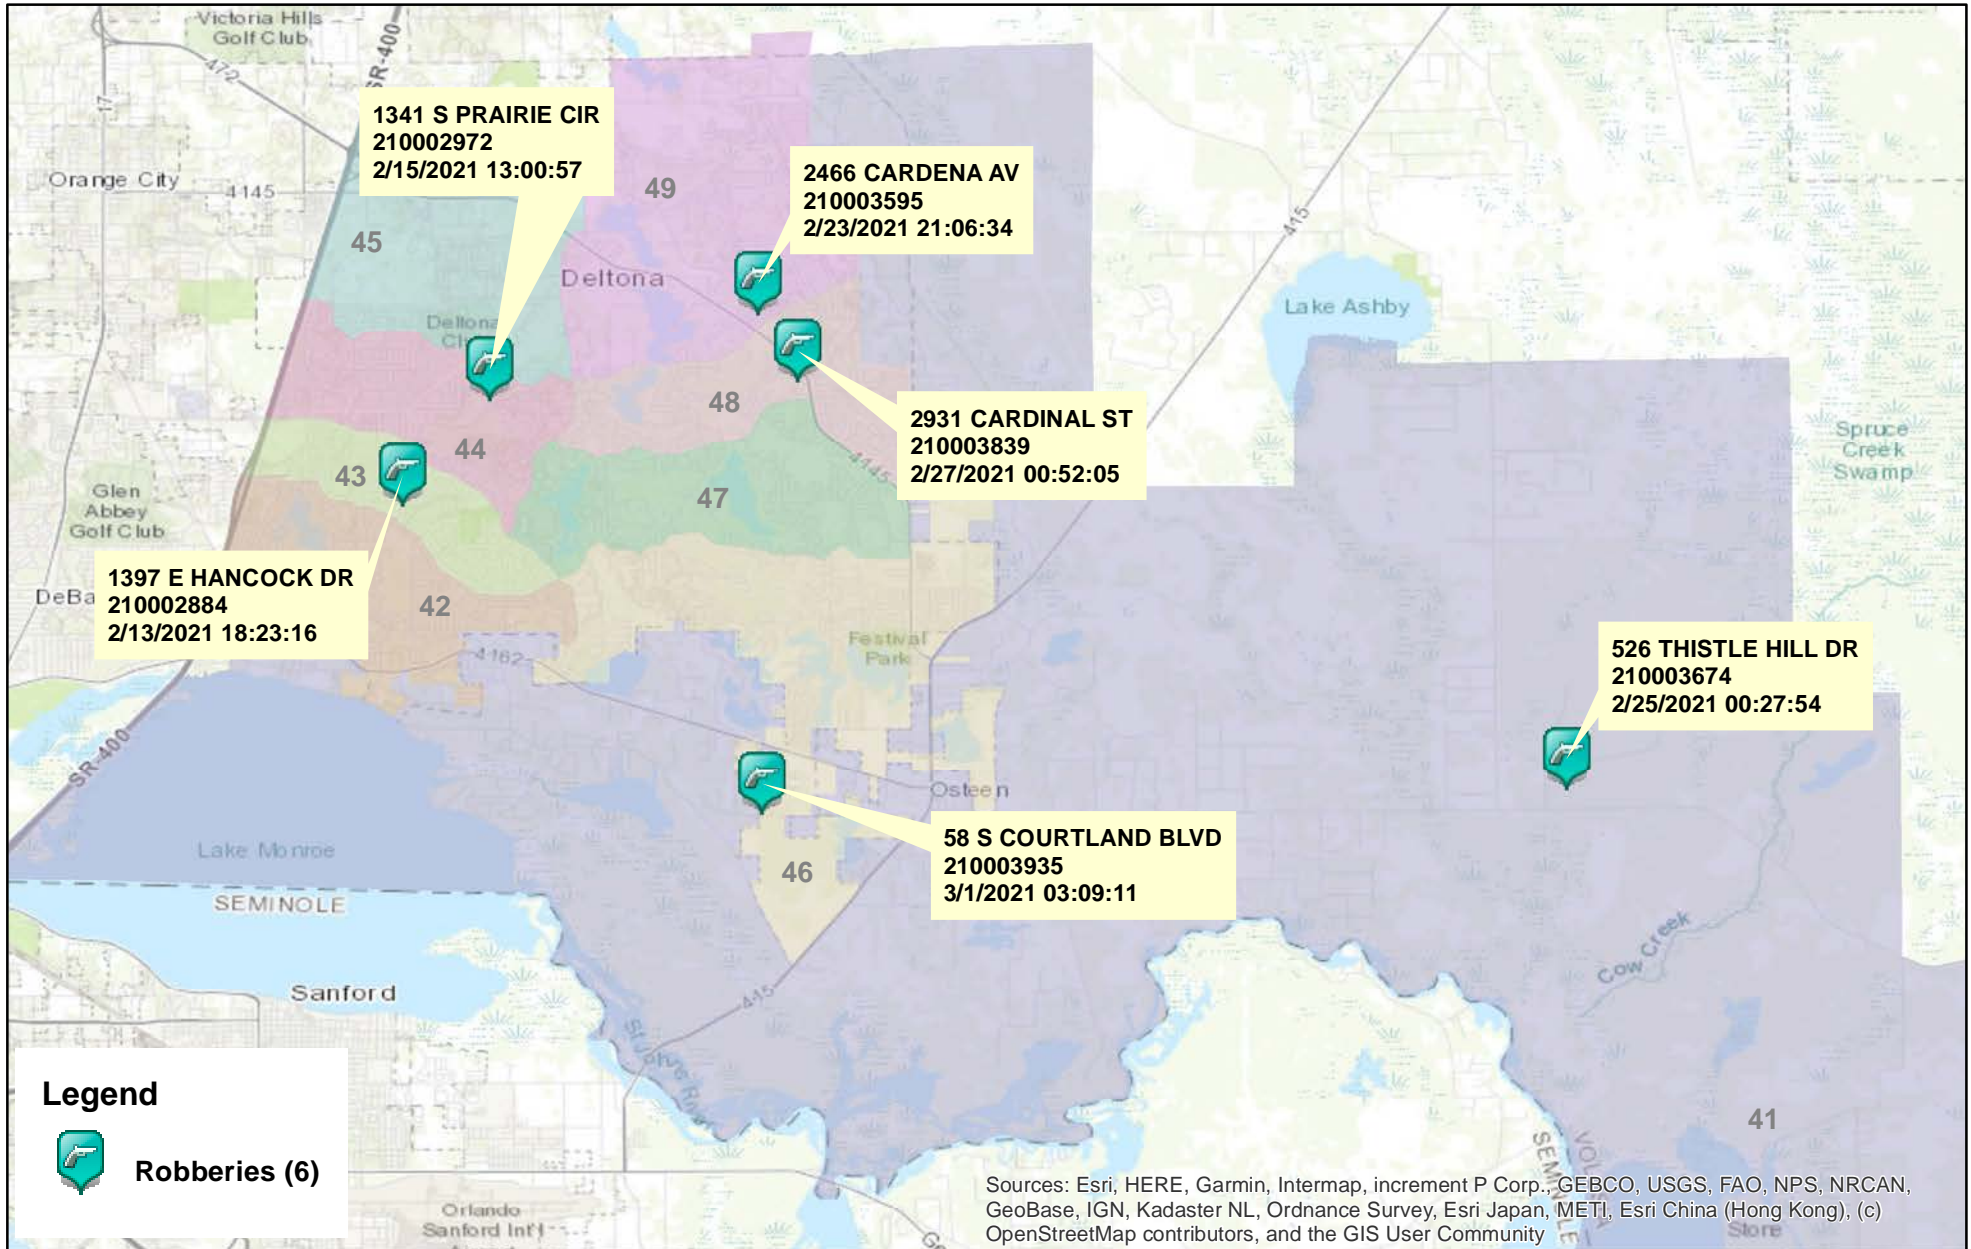 Victoria Hills
Golf Club
SR-400
472
17
1341 S PRAIRIE CIR
210002972
2/15/2021 13:00:57
2466 CARDENA AV
210003595
2/23/2021 21:06:34
Orange City
4145
49
45
415
Deltona
Lake Ashby
Deltona
48
2931 CARDINAL ST
210003839
2/27/2021 00:52:05
Spruce
Creek
Swamp
44
43
4145
47
Glen
Abbey
Golf Club
1397 E HANCOCK DR
210002884
2/13/2021 18:23:16
DeBa
42
Festival
Park
4162
526 THISTLE HILL DR
210003674
2/25/2021 00:27:54
SR-400
Osteen
58 S COURTLAND BLVD
210003935
3/1/2021 03:09:11
Lake Monroe
46
SEMINOLE
Sanford
415
Cow Creek
St Johns River
41
Legend
Robberies (6)
SEMINOLE
VOLUSIA
Orlando
Sanford Int'l
Sources: Esri, HERE, Garmin, Intermap, increment P Corp., GEBCO, USGS, FAO, NPS, NRCAN,
GeoBase, IGN, Kadaster NL, Ordnance Survey, Esri Japan, METI, Esri China (Hong Kong), (c)
OpenStreetMap contributors, and the GIS User Community
Store